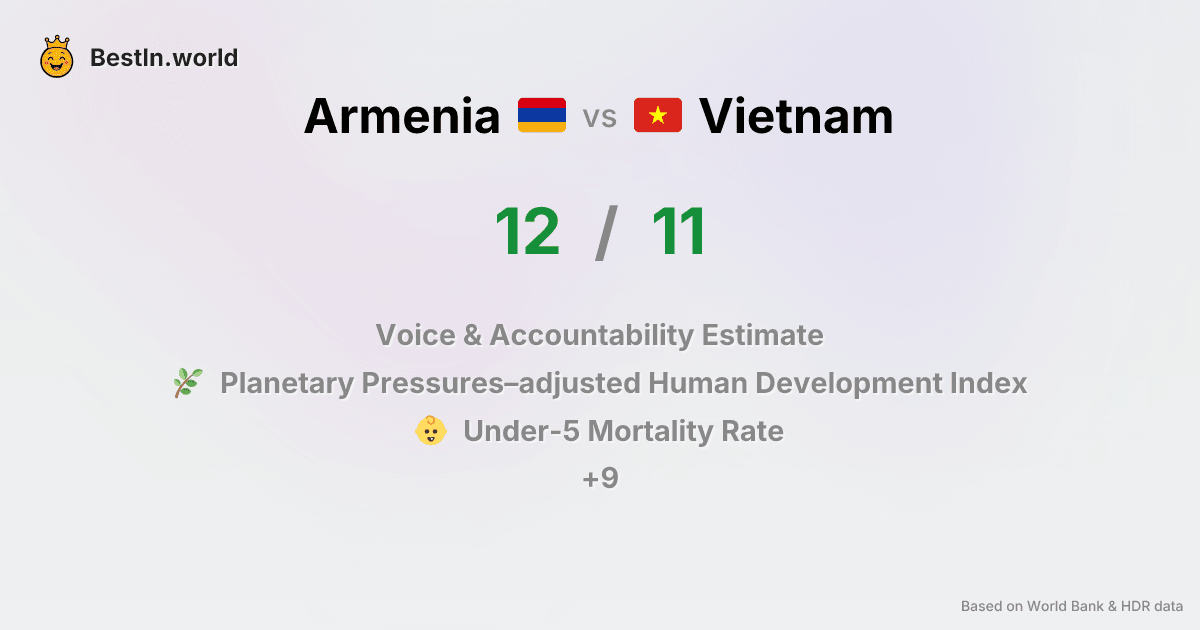 BestIn.world
Armenia vs Vietnam
12 / 11
Voice & Accountability Estimate
Planetary Pressures–adjusted Human Development Index
Under-5 Mortality Rate
+9
Based on World Bank & HDR data